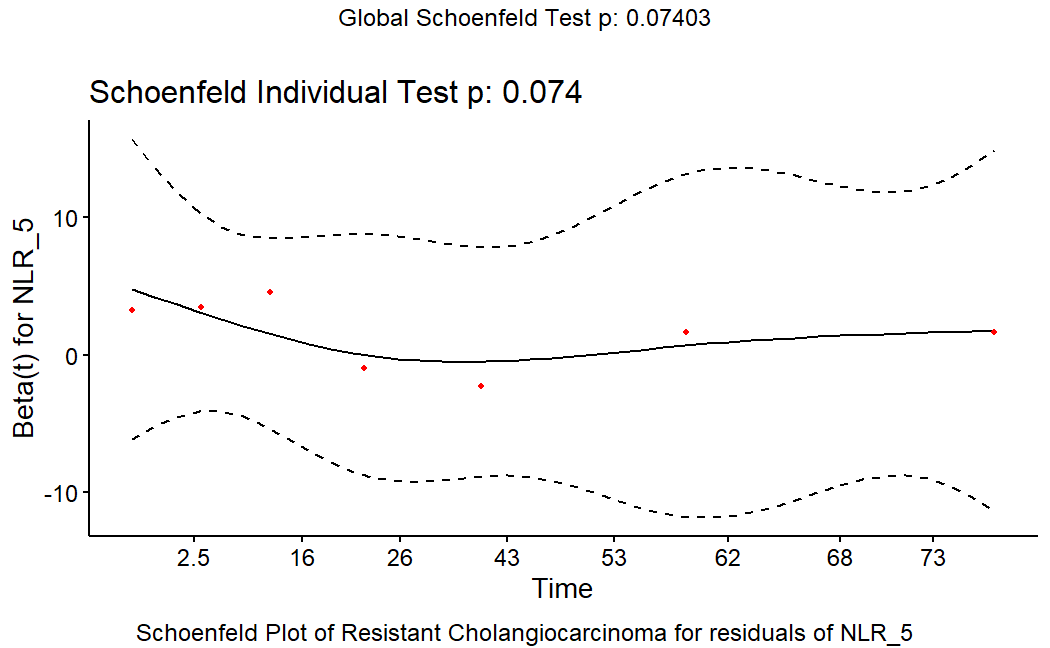 Global Schoenfeld Test p: 0.07403
Schoenfeld Individual Test p: 0.074
Beta(t) for NLR_5
10
0
-10
2.5 16 26 43 53 62 68 73
Time
Schoenfeld Plot of Resistant Cholangiocarcinoma for residuals of NLR_5